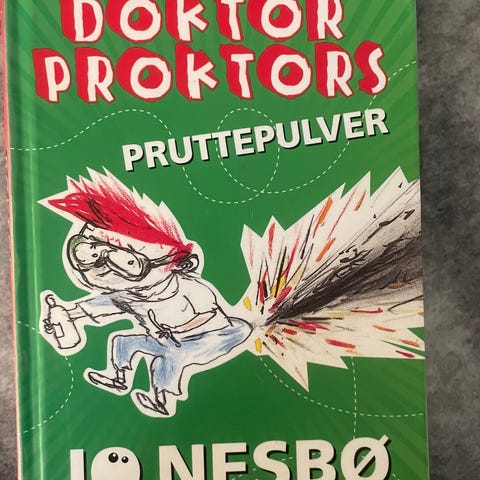 DOKTOR
PROKTORS
PRUTTEPULVER
JO NESBØ